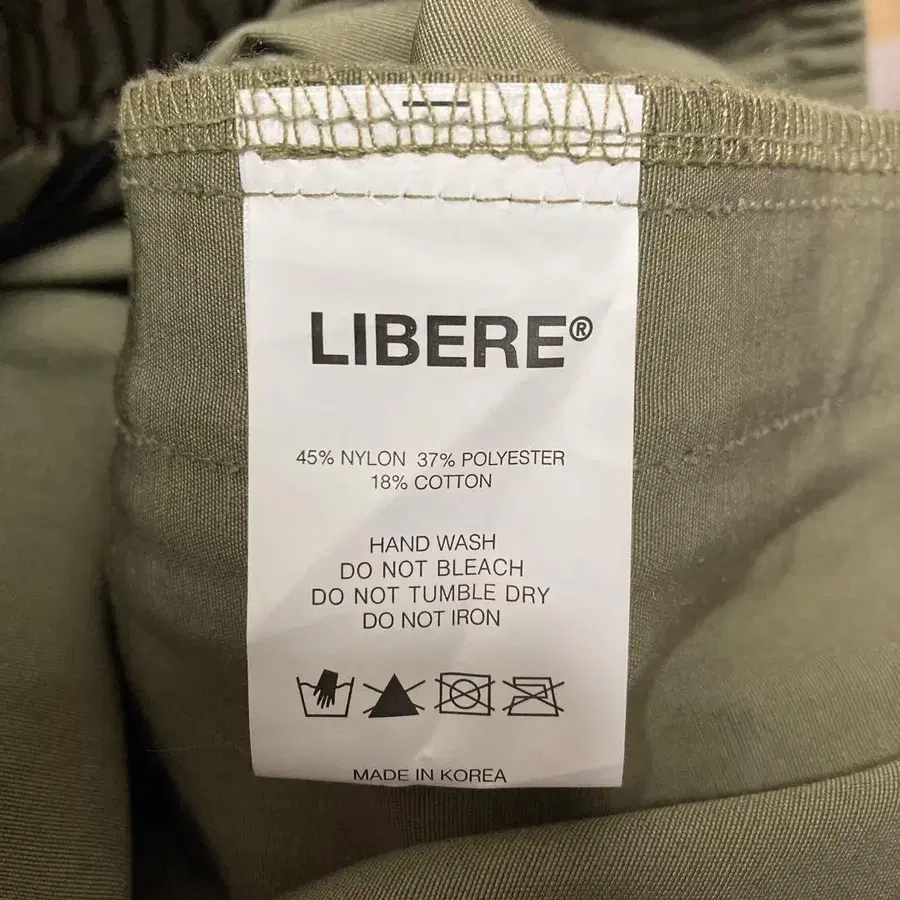 LIBERE®
45% NYLON 37% POLYESTER
18% COTTON
HAND WASH
DO NOT BLEACH
DO NOT TUMBLE DRY
DO NOT IRON
MADE IN KOREA